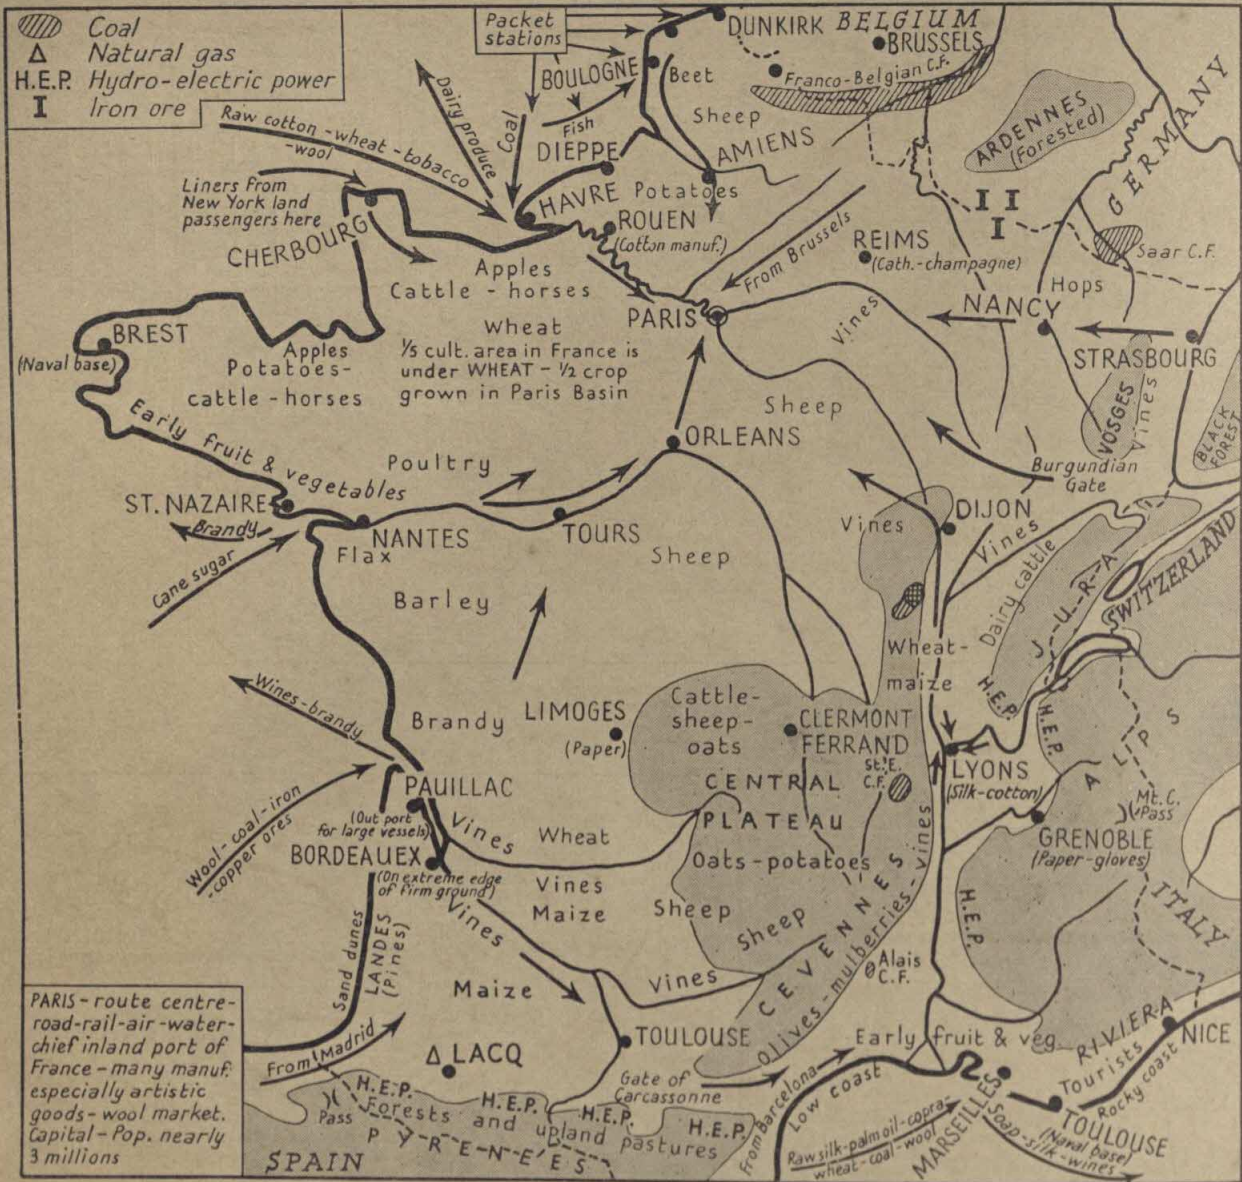 Coal
Δ Natural gas
H.E.P. Hydro-electric power
I Iron ore
Packet
stations
DUNKIRK
BELGIUM
BRUSSELS
BOULOGNE
Beet
Franco-Belgian C.F.
Sheep
Fish
Coal
Dairy produce
Raw cotton-wheat-tobacco
-wool
DIEPPE
AMIENS
ARDENNES
(Forested)
GERMANY
Liners from
New York land
passengers here
HAVRE
Potatoes
CHERBOURG
ROUEN
(Cotton manuf.)
From Brussels
REIMS
(Cath.-champagne)
I I
I
Saar C.F.
Apples
Cattle-horses
Hops
PARIS
Vines
NANCY
STRASBOURG
BREST
(Naval base)
Apples
Potatoes-
cattle-horses
Wheat
1/5 cult. area in France is
under WHEAT - 1/2 crop
grown in Paris Basin
Sheep
VOSGES
Vines
BLACK
FOREST
Early fruit & vegetables
Poultry
ORLEANS
Burgundian
Gate
ST. NAZAIRE
Brandy
NANTES
TOURS
Vines
DIJON
Vines
Flax
Sheep
Cane sugar
Barley
Dairy cattle
JURA
SWITZERLAND
Wheat-
maize
H.E.P.
H.E.P.
Wines-brandy
Brandy
LIMOGES
(Paper)
Cattle-
sheep-
oats
CLERMONT
FERRAND
St. E.
C.F.
LYONS
(Silk-cotton)
ALPS
PAUILLAC
(Out port
for large vessels)
CENTRAL
PLATEAU
Mt. C.
Pass
GRENOBLE
(Paper-gloves)
Wool-coal-iron
-copper ores
Vines
Wheat
Oats-potatoes
BORDEAUEX
(On extreme edge
of firm ground)
Vines
Maize
Vines
Sheep
Sheep
CEVENNES
Olives-mulberries-vines
H.E.P.
ITALY
Sand dunes
LANDES
(Pines)
Alais
C.F.
Maize
Vines
PARIS-route centre-
road-rail-air-water-
chief inland port of
France-many manuf.
especially artistic
goods-wool market.
Capital-Pop. nearly
3 millions
From Madrid
Δ LACQ
TOULOUSE
Early fruit & veg.
RIVIERA
NICE
Tourists
Rocky coast
Gate of
Carcassonne
Pass
H.E.P.
H.E.P.
H.E.P.
H.E.P.
Forests and upland
pastures
PYRENE'ES
SPAIN
From Barcelona
Low coast
Raw silk-palm oil-copra-
wheat-coal-wool
MARSEILLES
Soap-silk-wines
TOULOUSE
(Naval base)